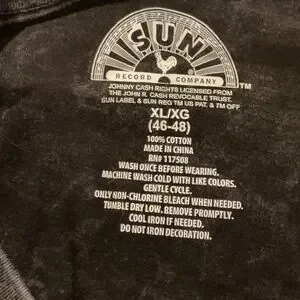 SUN
RECORD COMPANY
TM
JOHNNY CASH RIGHTS LICENSED FROM
THE JOHN R. CASH REVOCABLE TRUST.
SUN LABEL & SUN REG TM US PAT. & TM OFF
XL/XG
(46-48)
100% COTTON
MADE IN CHINA
RN# 117508
WASH ONCE BEFORE WEARING.
MACHINE WASH COLD WITH LIKE COLORS.
GENTLE CYCLE.
ONLY NON-CHLORINE BLEACH WHEN NEEDED.
TUMBLE DRY LOW. REMOVE PROMPTLY.
COOL IRON IF NEEDED.
DO NOT IRON DECORATION.